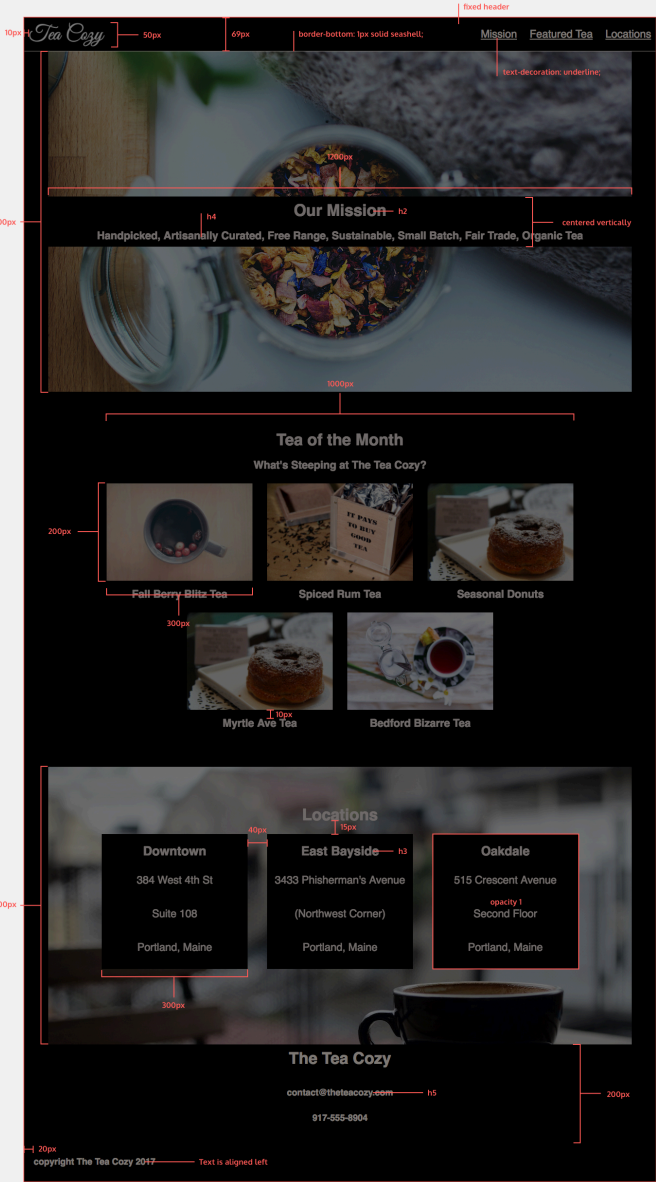 fixed header
10px
Tea Cozy
50px
69px
border-bottom: 1px solid seashell;
Mission Featured Tea Locations
text-decoration: underline;
1200px
Our Mission
h2
h4
centered vertically
00px
Handpicked, Artisanally Curated, Free Range, Sustainable, Small Batch, Fair Trade, Organic Tea
1000px
Tea of the Month
What's Steeping at The Tea Cozy?
IT PAYS
TO BUY
GOOD
TEA
200px
Fall Berry Blitz Tea
Spiced Rum Tea
Seasonal Donuts
300px
10px
Myrtle Ave Tea
Bedford Bizarre Tea
Locations
15px
40px
Downtown
East Bayside
h3
Oakdale
384 West 4th St
3433 Phisherman's Avenue
515 Crescent Avenue
opacity 1
00px
Suite 108
(Northwest Corner)
Second Floor
Portland, Maine
Portland, Maine
Portland, Maine
300px
The Tea Cozy
contact@theteacozy.com
h5
200px
917-555-8904
20px
copyright The Tea Cozy 2017
Text is aligned left